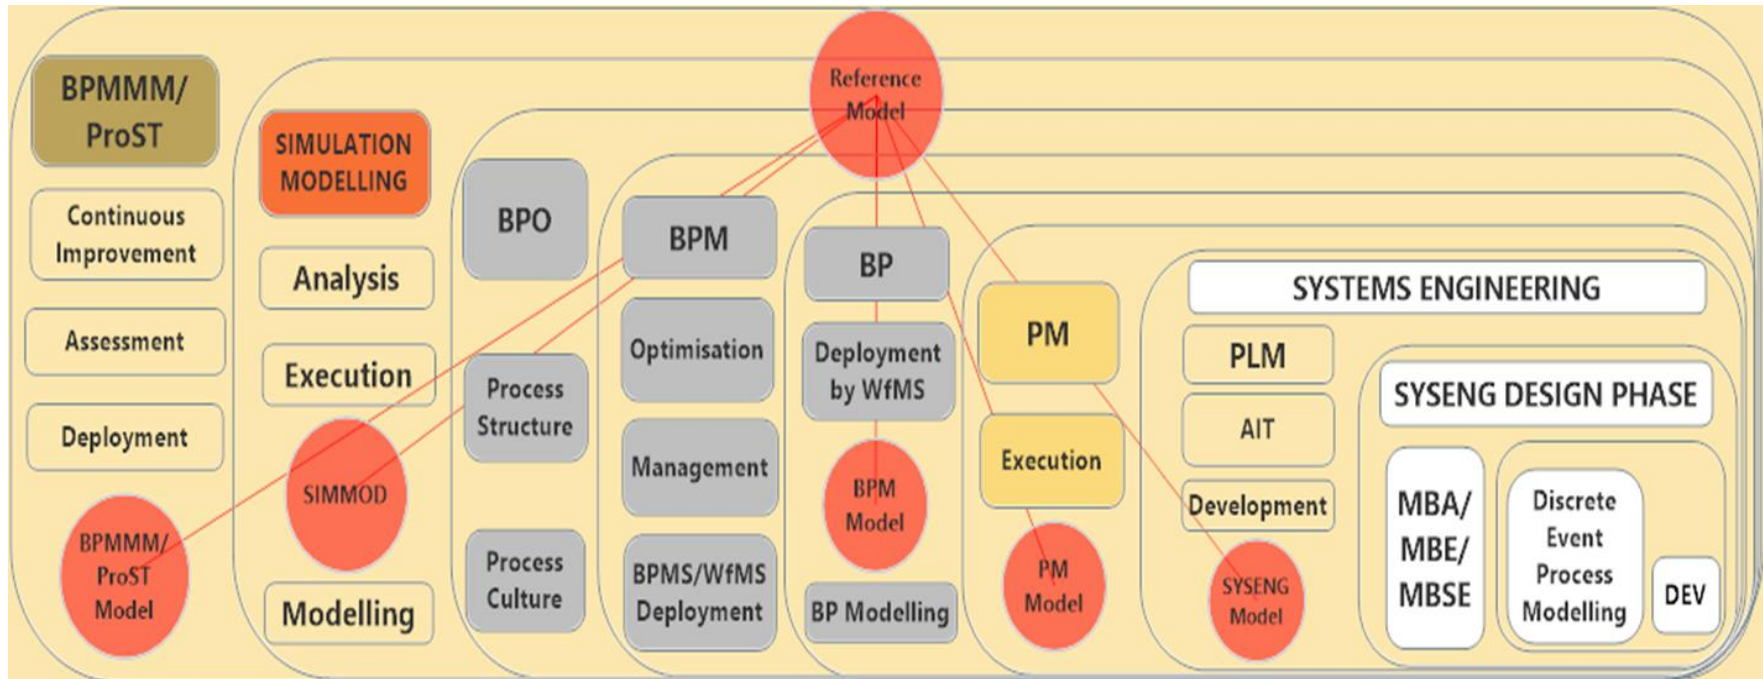 BPMMM/
ProST
Continuous
Improvement
Assessment
Deployment
BPMMM/
ProST
Model
SIMULATION
MODELLING
Analysis
Execution
SIMMOD
Modelling
BPO
Process
Structure
Process
Culture
Reference
Model
BPM
Optimisation
Management
BPMS/WfMS
Deployment
BP
Deployment
by WfMS
BPM
Model
BP Modelling
PM
Execution
PM
Model
SYSTEMS ENGINEERING
PLM
AIT
Development
SYSENG
Model
SYSENG DESIGN PHASE
MBA/
MBE/
MBSE
Discrete
Event
Process
Modelling
DEV